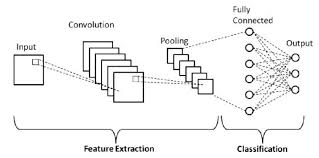 Fully
Connected
Convolution
Pooling
Input
Output
Feature Extraction
Classification